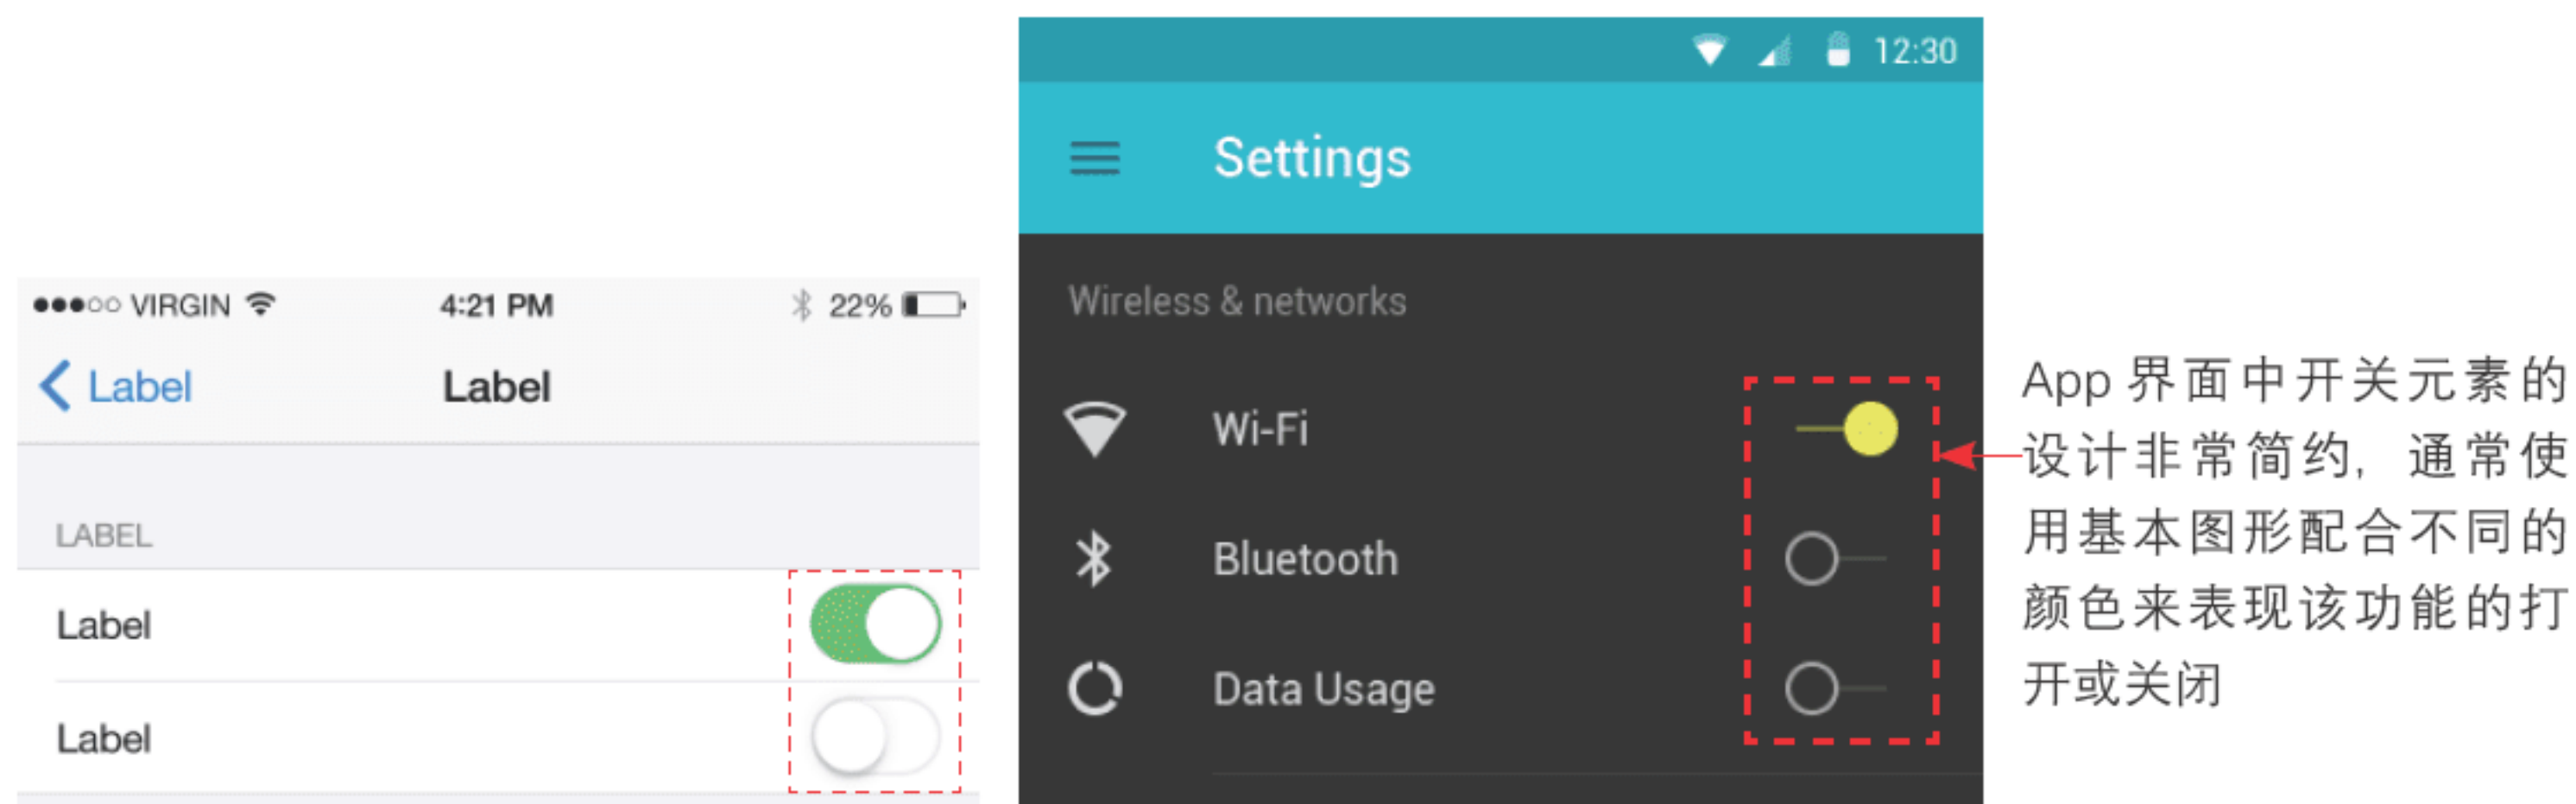 VIRGIN 4:21 PM 22%
Label Label
LABEL
Label
Label
12:30
Settings
Wireless & networks
Wi-Fi
Bluetooth
Data Usage
App 界面中开关元素的
设计非常简约，通常使
用基本图形配合不同的
颜色来表现该功能的打
开或关闭